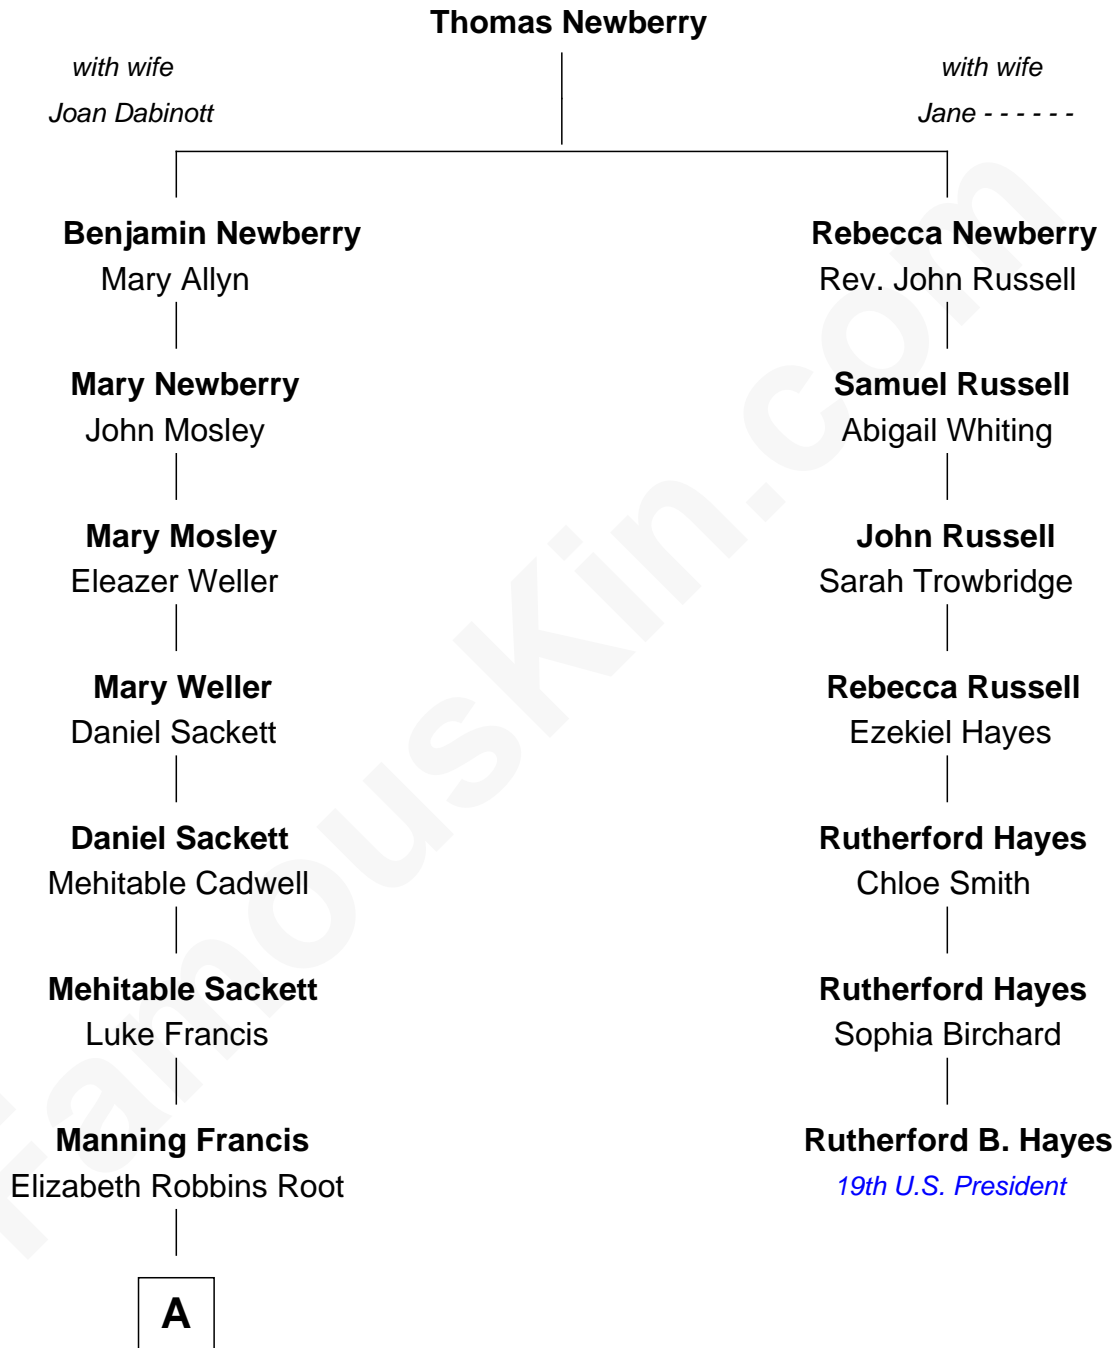 Thomas Newberry
with wife
Joan Dabinott
with wife
Jane - - - - - -
Benjamin Newberry
Mary Allyn
Rebecca Newberry
Rev. John Russell
Mary Newberry
John Mosley
Samuel Russell
Abigail Whiting
Mary Mosley
Eleazer Weller
John Russell
Sarah Trowbridge
Mary Weller
Daniel Sackett
Rebecca Russell
Ezekiel Hayes
Daniel Sackett
Mehitable Cadwell
Rutherford Hayes
Chloe Smith
Mehitable Sackett
Luke Francis
Rutherford Hayes
Sophia Birchard
Manning Francis
Elizabeth Robbins Root
Rutherford B. Hayes
19th U.S. President
A
FamousKin.com